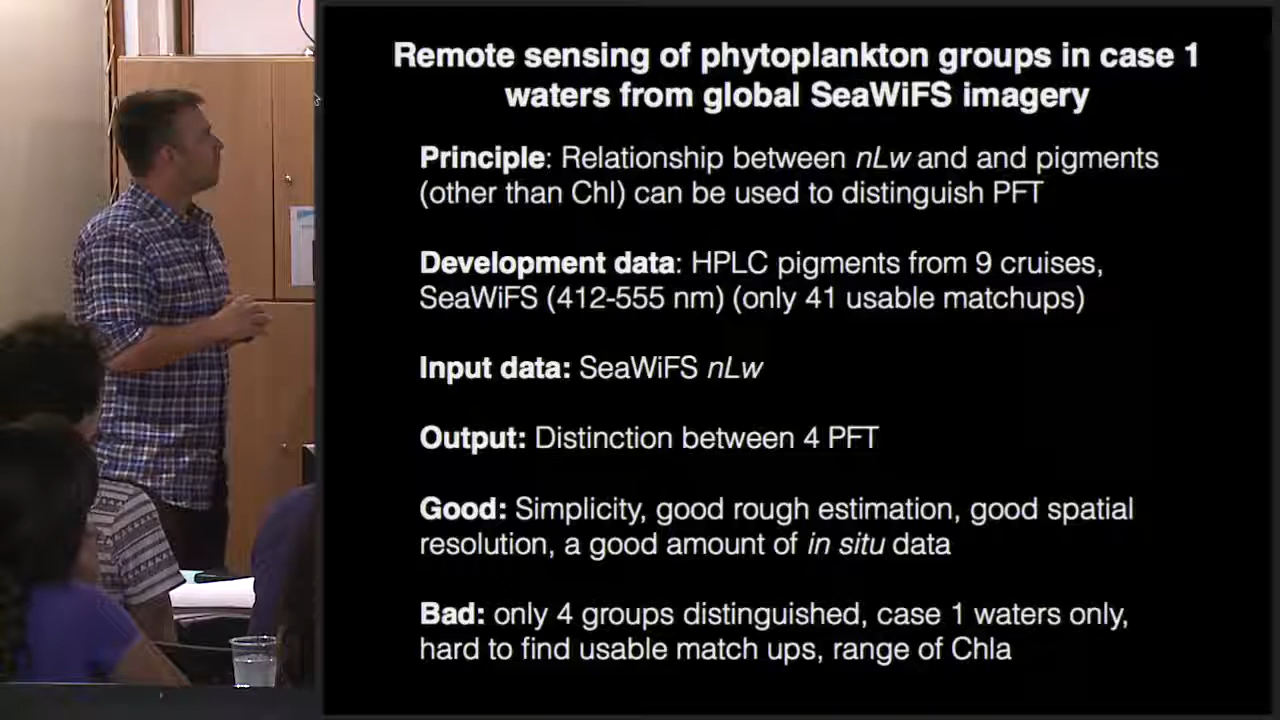 Remote sensing of phytoplankton groups in case 1
waters from global SeaWiFS imagery
Principle: Relationship between nLw and and pigments
(other than Chl) can be used to distinguish PFT
Development data: HPLC pigments from 9 cruises,
SeaWiFS (412-555 nm) (only 41 usable matchups)
Input data: SeaWiFS nLw
Output: Distinction between 4 PFT
Good: Simplicity, good rough estimation, good spatial
resolution, a good amount of in situ data
Bad: only 4 groups distinguished, case 1 waters only,
hard to find usable match ups, range of Chla